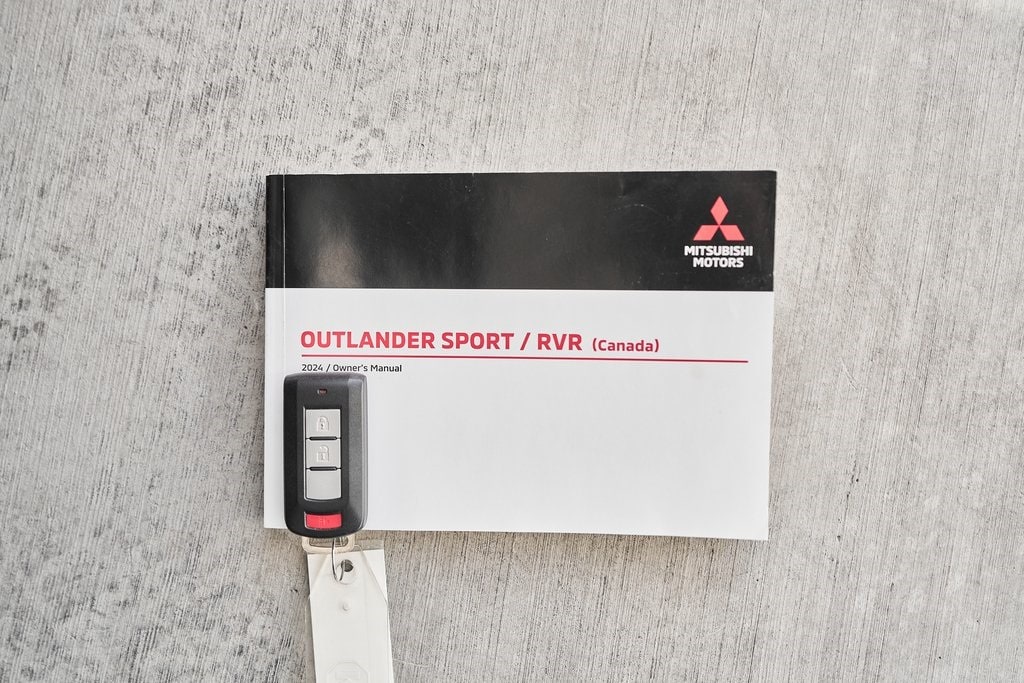 MITSUBISHI
MOTORS
OUTLANDER SPORT / RVR (Canada)
2024 / Owner's Manual